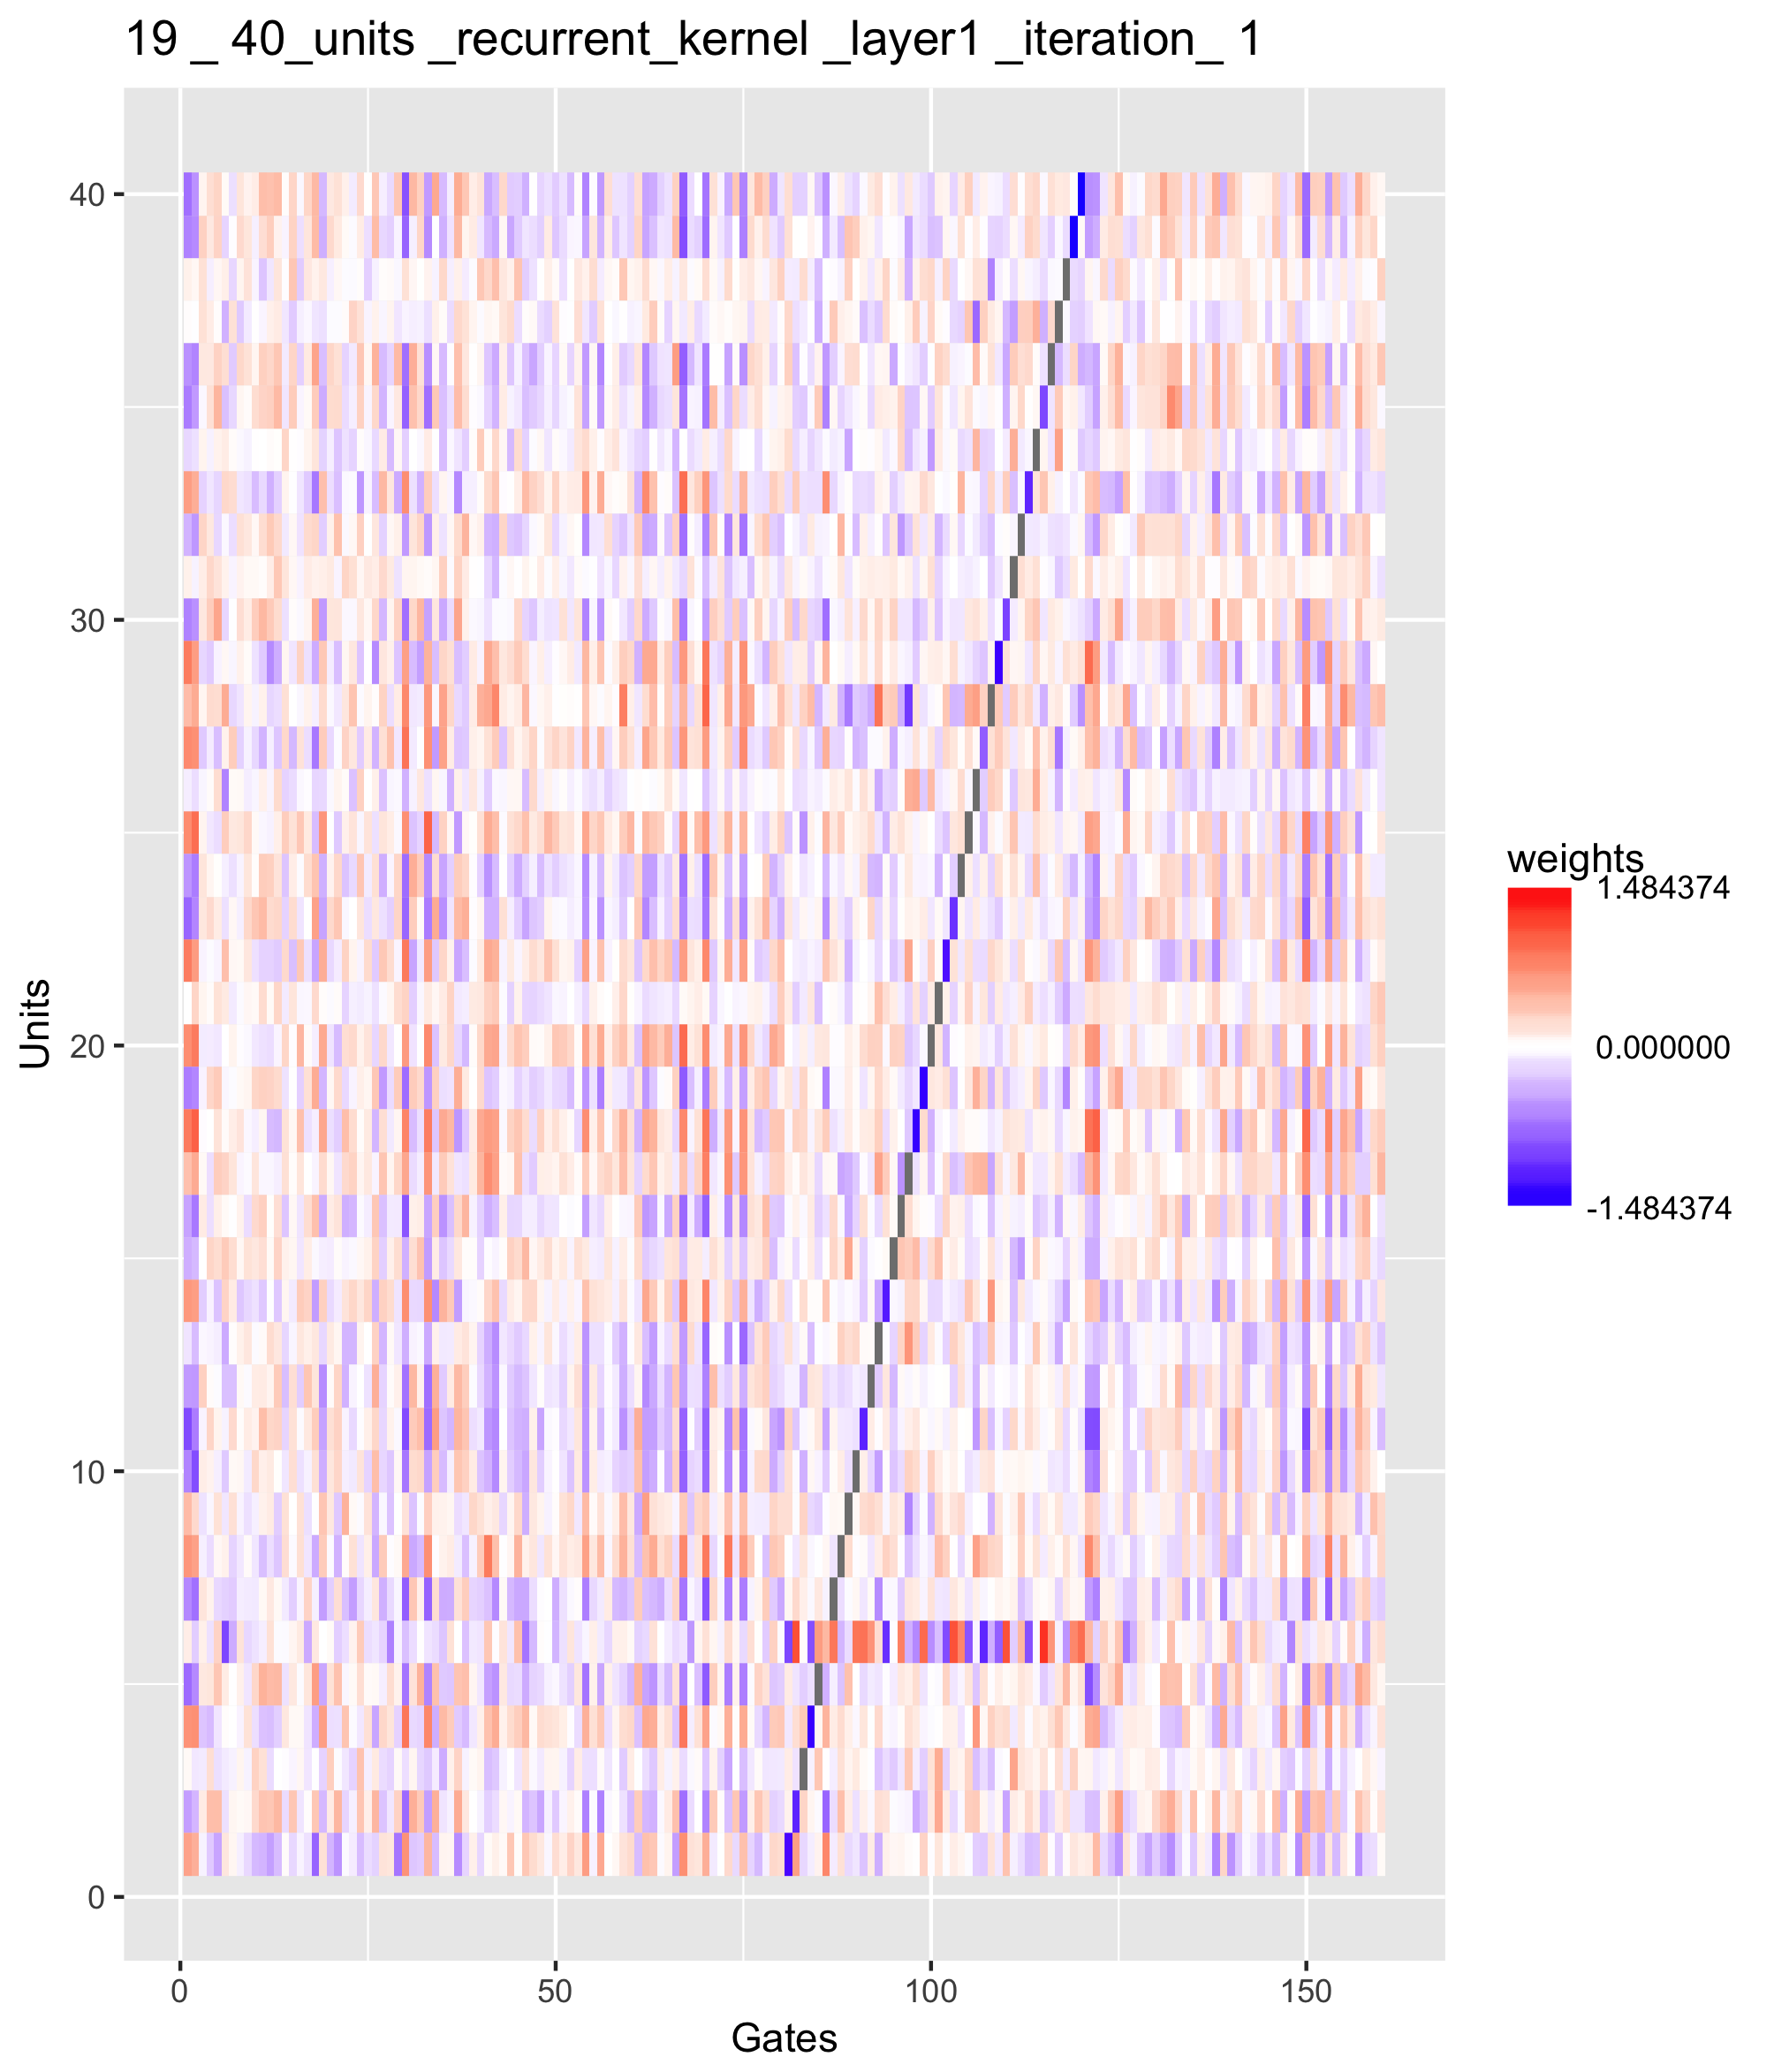 19 _ 40_units _recurrent_kernel _layer1 _iteration_ 1
40
30
20
10
0
Units
0 50 100 150
Gates
weights
1.484374
0.000000
-1.484374